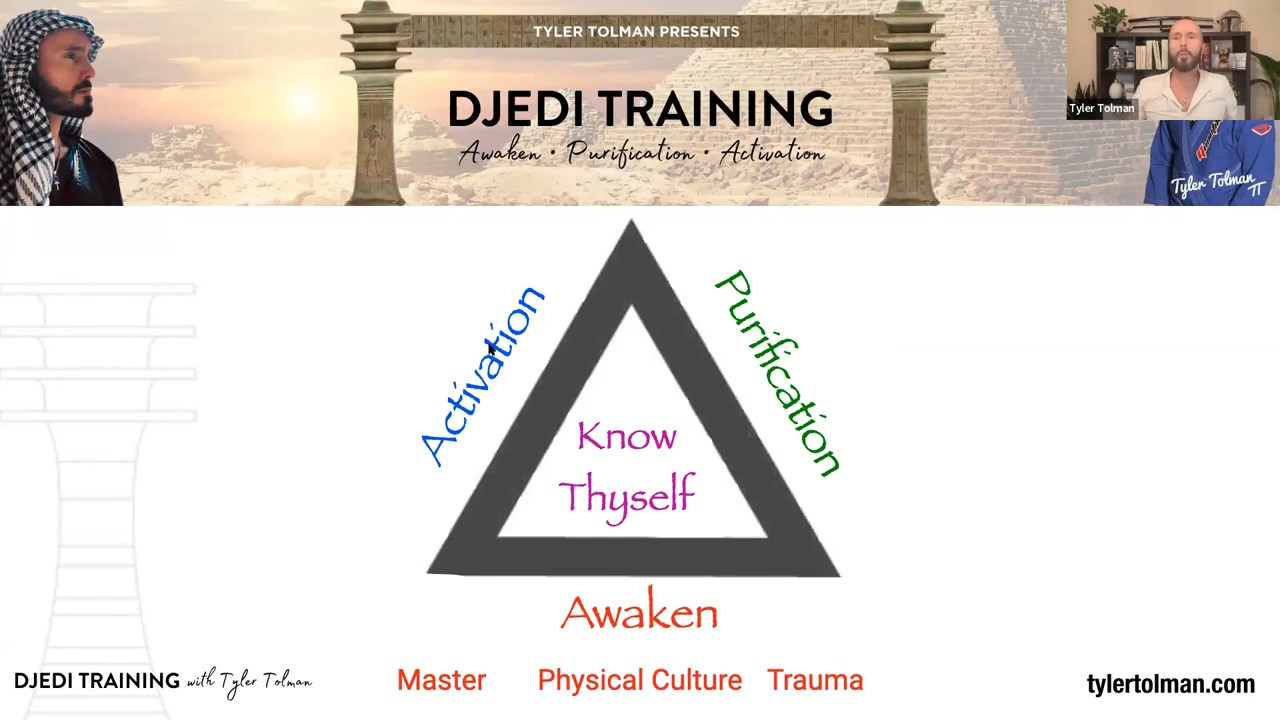 TYLER TOLMAN PRESENTS
DJEDI TRAINING
Awaken • Purification • Activation
Tyler Tolman
Tyler Tolman
TT
Activation
Purification
Know
Thyself
Awaken
Master Physical Culture Trauma
DJEDI TRAINING with Tyler Tolman
tylertolman.com